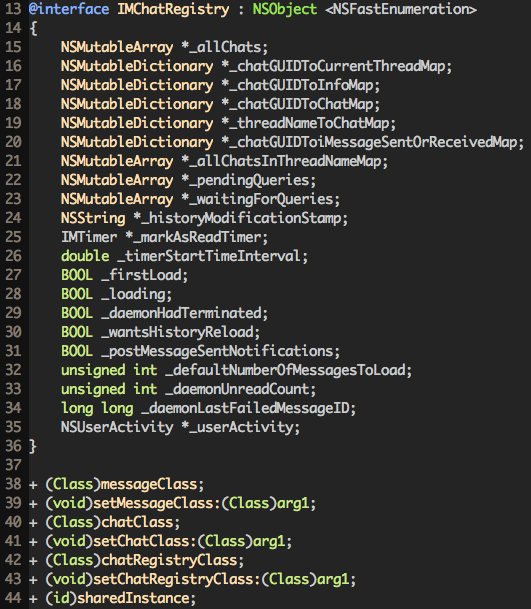 13 @interface IMChatRegistry : NSObject <NSFastEnumeration>
14 {
15     NSMutableArray *_allChats;
16     NSMutableDictionary *_chatGUIDToCurrentThreadMap;
17     NSMutableDictionary *_chatGUIDToInfoMap;
18     NSMutableDictionary *_chatGUIDToChatMap;
19     NSMutableDictionary *_threadNameToChatMap;
20     NSMutableDictionary *_chatGUIDToiMessageSentOrReceivedMap;
21     NSMutableArray *_allChatsInThreadNameMap;
22     NSMutableArray *_pendingQueries;
23     NSMutableArray *_waitingForQueries;
24     NSString *_historyModificationStamp;
25     IMTimer *_markAsReadTimer;
26     double _timerStartTimeInterval;
27     BOOL _firstLoad;
28     BOOL _loading;
29     BOOL _daemonHadTerminated;
30     BOOL _wantsHistoryReload;
31     BOOL _postMessageSentNotifications;
32     unsigned int _defaultNumberOfMessagesToLoad;
33     unsigned int _daemonUnreadCount;
34     long long _daemonLastFailedMessageID;
35     NSUserActivity *_userActivity;
36 }
37
38 + (Class)messageClass;
39 + (void)setMessageClass:(Class)arg1;
40 + (Class)chatClass;
41 + (void)setChatClass:(Class)arg1;
42 + (Class)chatRegistryClass;
43 + (void)setChatRegistryClass:(Class)arg1;
44 + (id)sharedInstance;